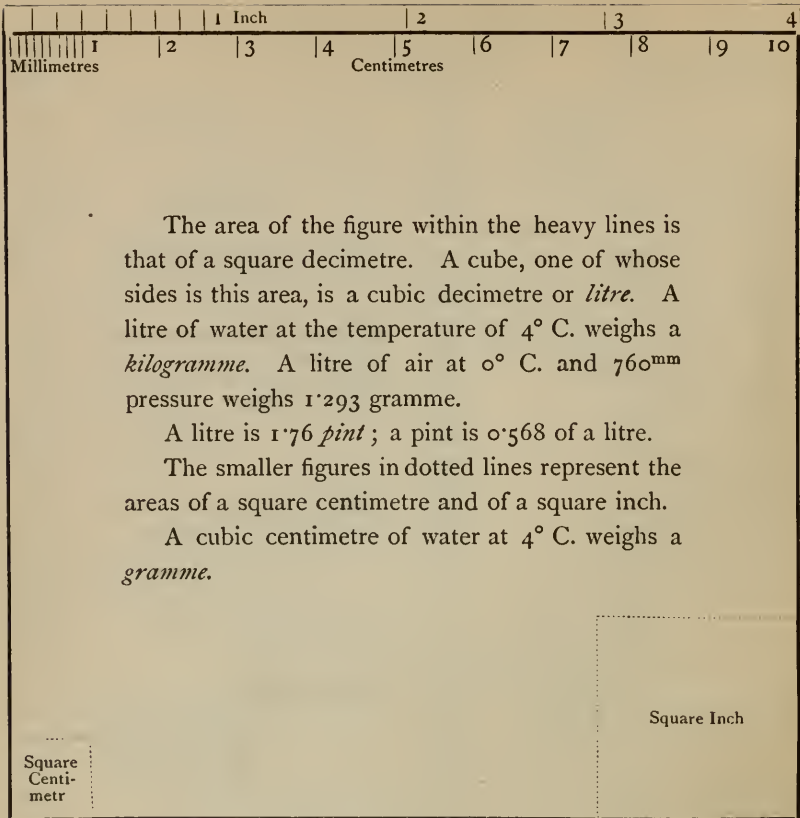 1 Inch 2 3 4
1 2 3 4 5 6 7 8 9 10
Millimetres Centimetres
The area of the figure within the heavy lines is
that of a square decimetre. A cube, one of whose
sides is this area, is a cubic decimetre or litre. A
litre of water at the temperature of 4° C. weighs a
kilogramme. A litre of air at 0° C. and 760ᵐᵐ
pressure weighs 1·293 gramme.
A litre is 1·76 pint; a pint is 0·568 of a litre.
The smaller figures in dotted lines represent the
areas of a square centimetre and of a square inch.
A cubic centimetre of water at 4° C. weighs a
gramme.
Square Inch
Square
Centi-
metr